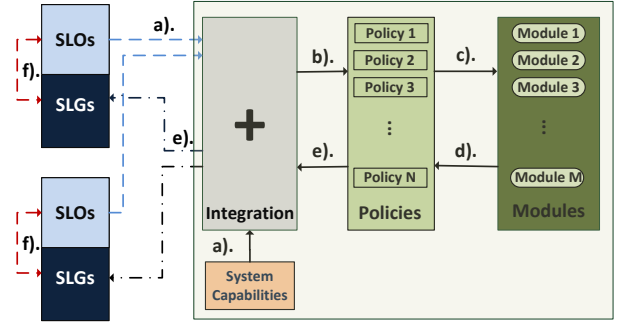 SLOs
a).
f).
SLGs
e).
SLOs
f).
SLGs
+
Integration
a).
System
Capabilities
b).
e).
Policy 1
Policy 2
Policy 3
...
Policy N
Policies
c).
d).
Module 1
Module 2
Module 3
...
Module M
Modules